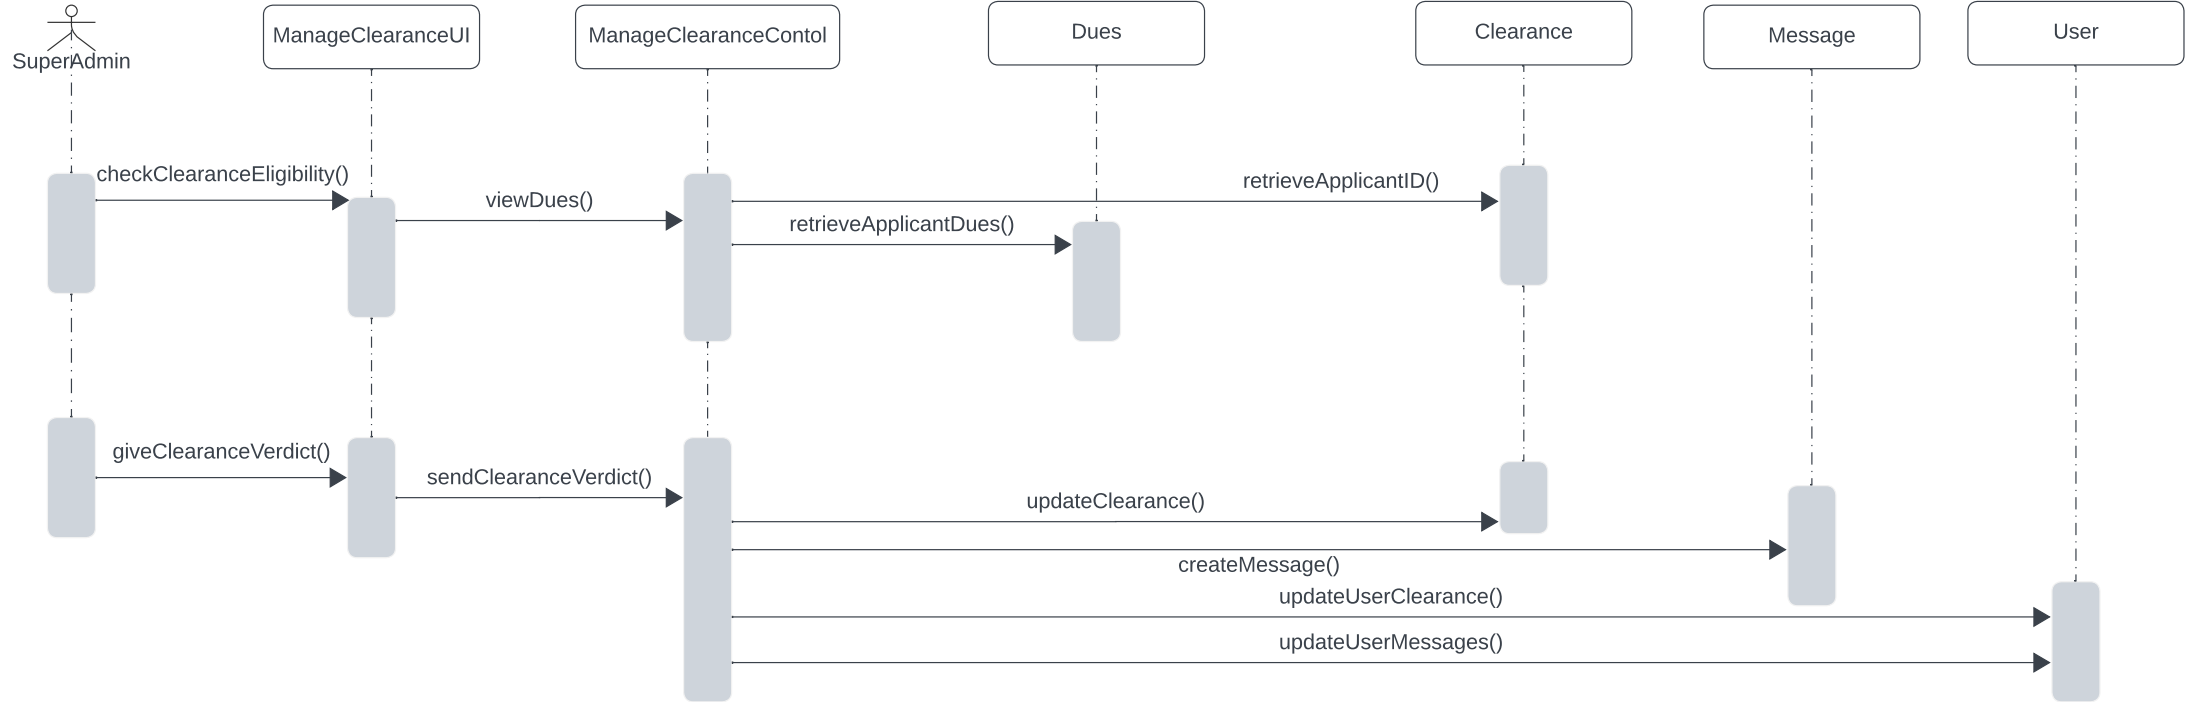 SuperAdmin
ManageClearanceUI
ManageClearanceContol
Dues
Clearance
Message
User
checkClearanceEligibility()
viewDues()
retrieveApplicantID()
retrieveApplicantDues()
giveClearanceVerdict()
sendClearanceVerdict()
updateClearance()
createMessage()
updateUserClearance()
updateUserMessages()